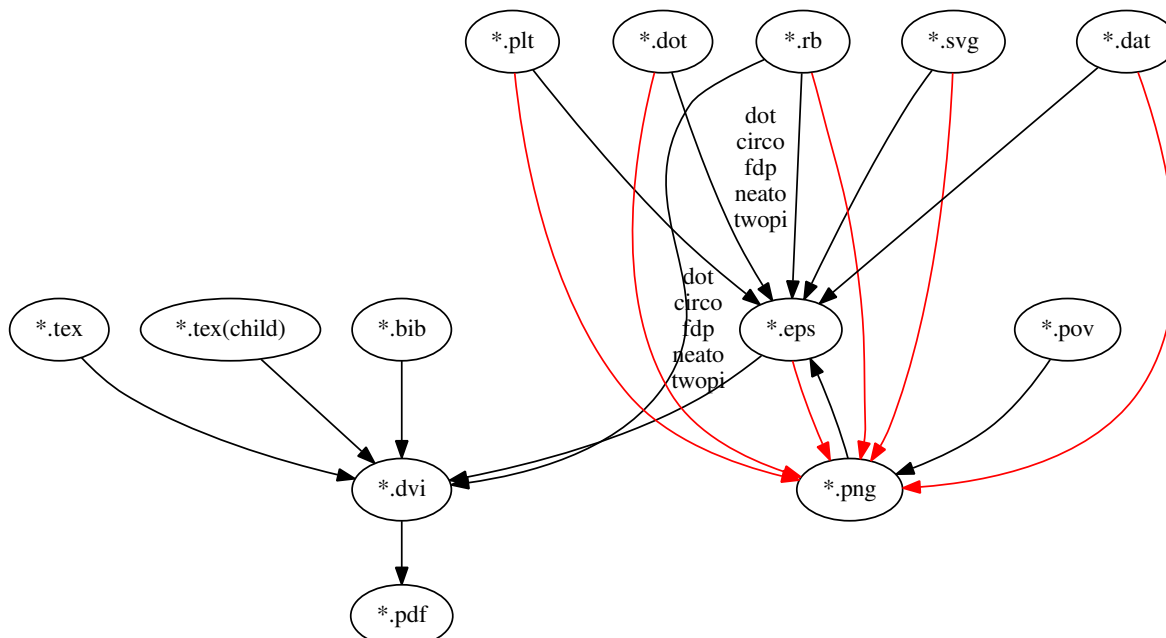 *.plt
*.dot
*.rb
*.svg
*.dat
dot
circo
fdp
neato
twopi
dot
circo
fdp
neato
twopi
*.tex
*.tex(child)
*.bib
*.eps
*.pov
*.dvi
*.png
*.pdf